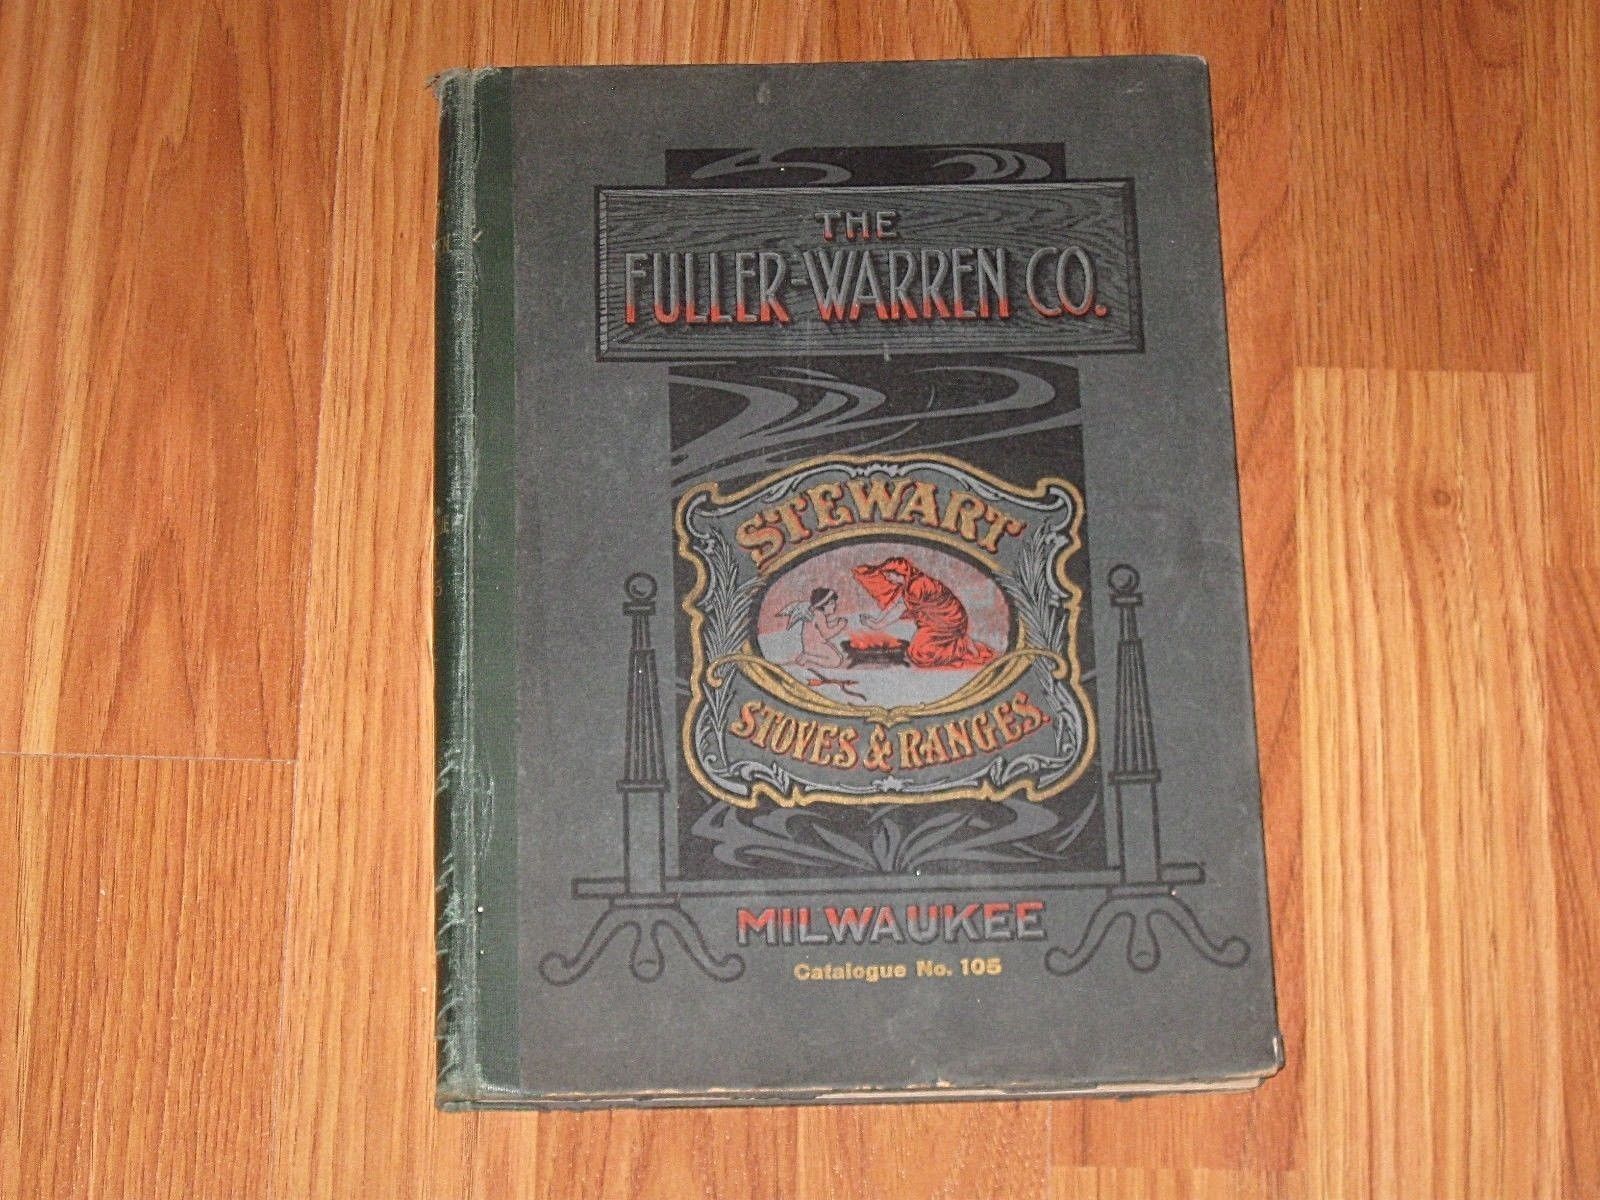 THE
FULLER-WARREN CO.
STEWART
STOVES & RANGES.
MILWAUKEE
Catalogue No. 105